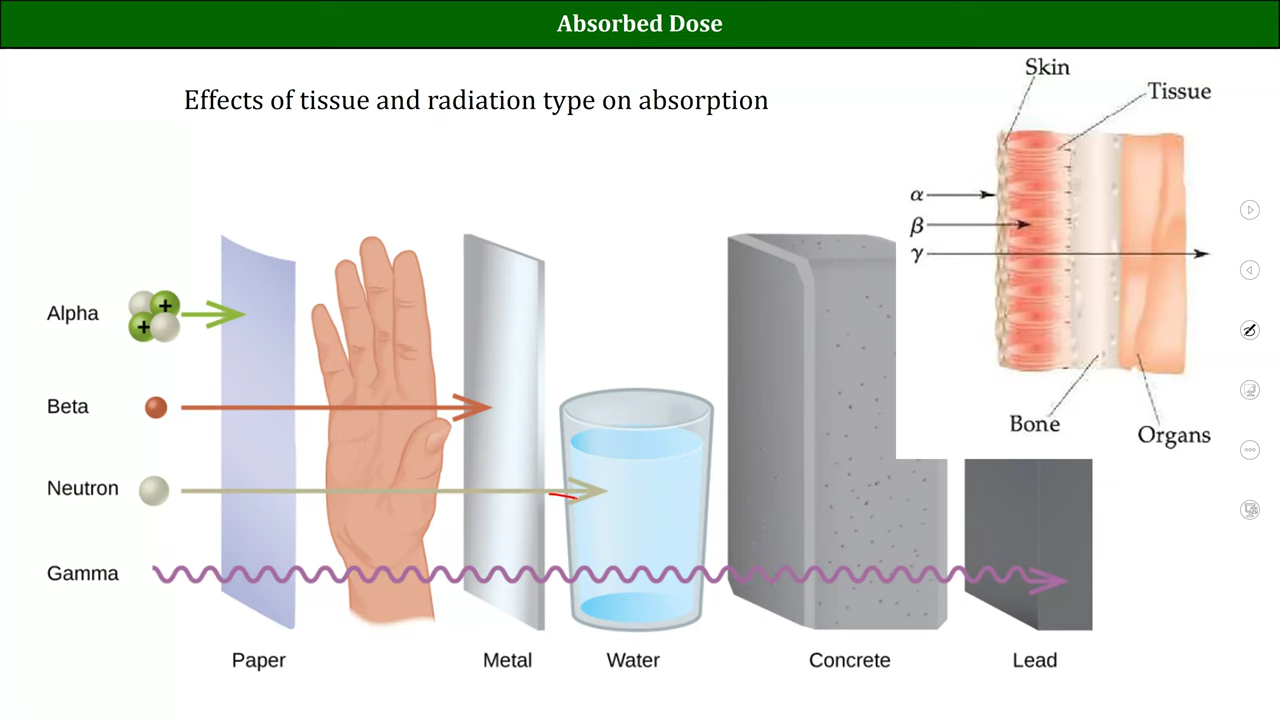 Absorbed Dose
Effects of tissue and radiation type on absorption
Skin
Tissue
α
β
γ
Bone
Organs
Alpha
+
+
Beta
Neutron
Gamma
Paper
Metal
Water
Concrete
Lead